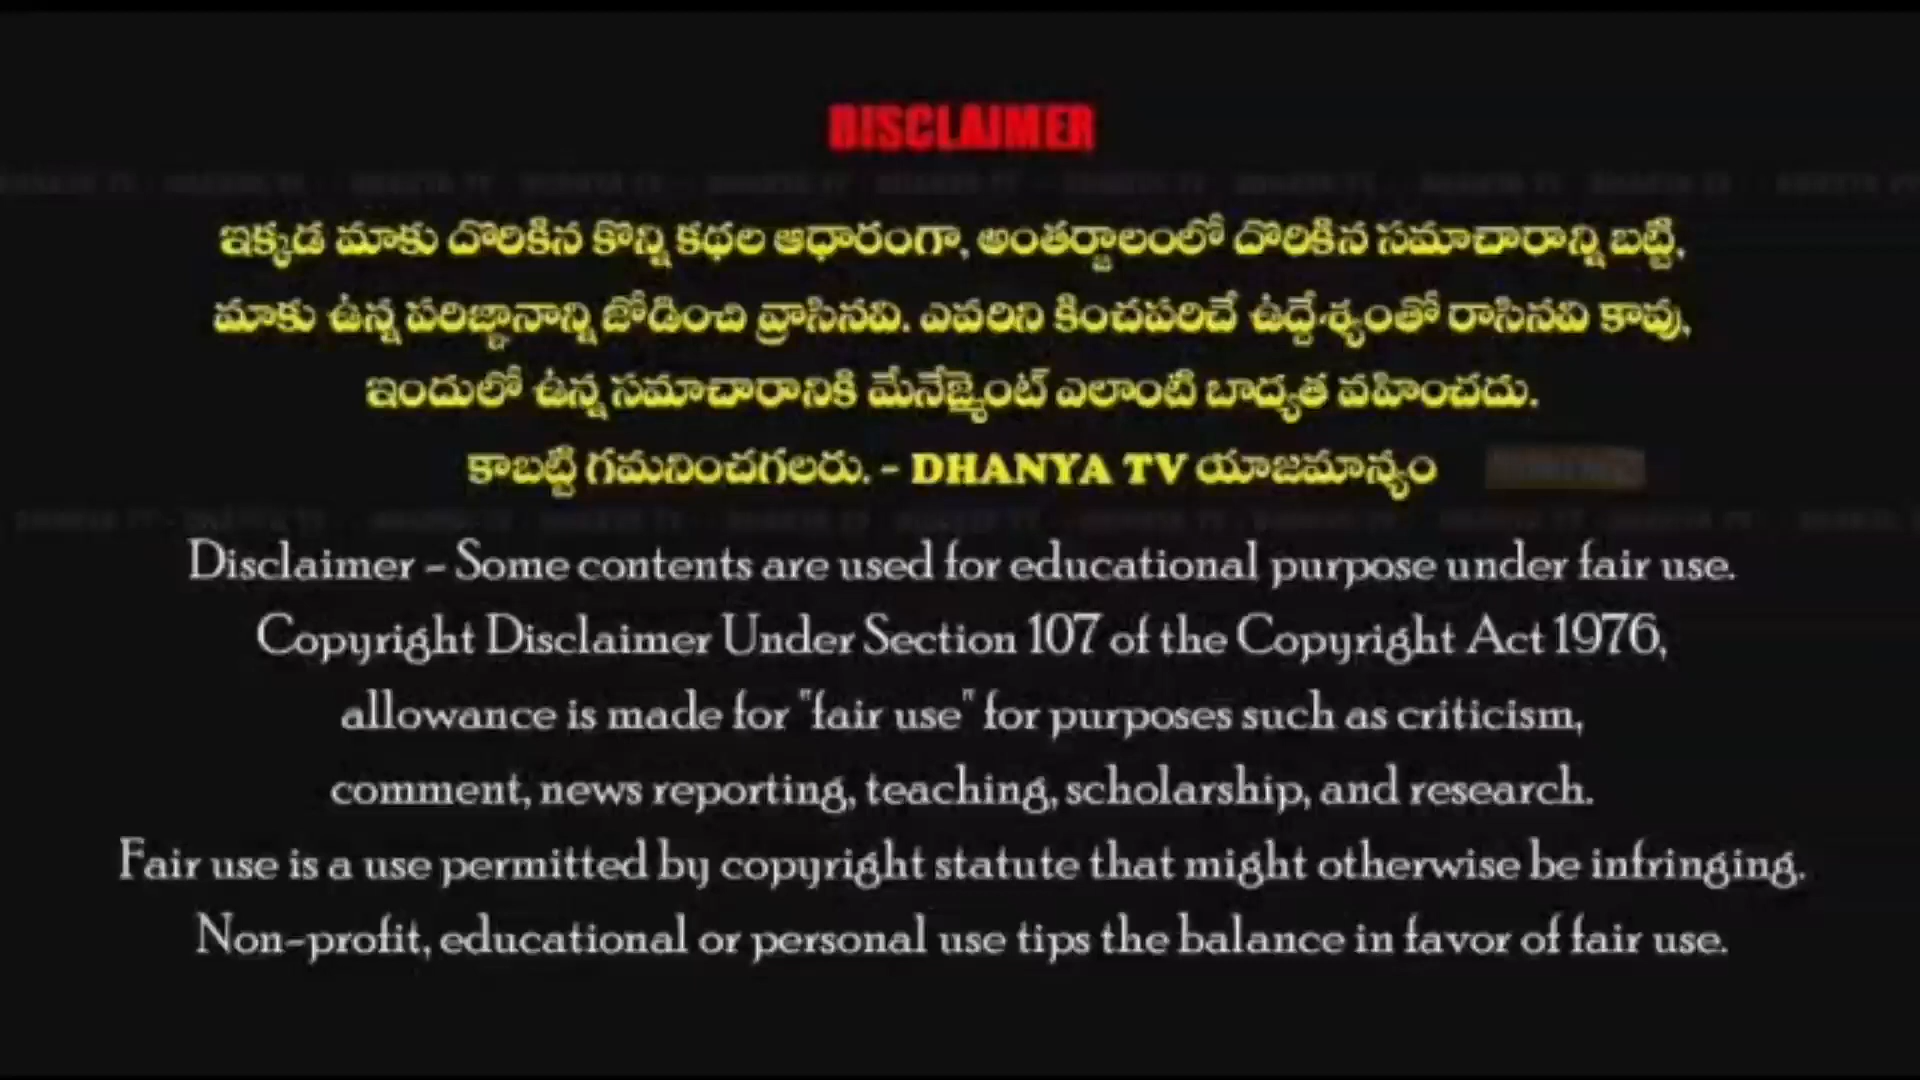 DISCLAIMER
ఇక్కడ మాకు దొరికిన కొన్ని కథల ఆధారంగా, అంతర్జాలంలో దొరికిన సమాచారాన్ని బట్టి,
మాకు ఉన్న పరిజ్ఞానాన్ని జోడించి వ్రాసినవి. ఎవరిని కించపరిచే ఉద్దేశ్యంతో రాసినవి కావు,
ఇందులో ఉన్న సమాచారానికి మేనేజ్మెంట్ ఎలాంటి బాద్యత వహించదు.
కాబట్టి గమనించగలరు. - DHANYA TV యాజమాన్యం
Disclaimer - Some contents are used for educational purpose under fair use.
Copyright Disclaimer Under Section 107 of the Copyright Act 1976,
allowance is made for "fair use" for purposes such as criticism,
comment, news reporting, teaching, scholarship, and research.
Fair use is a use permitted by copyright statute that might otherwise be infringing.
Non-profit, educational or personal use tips the balance in favor of fair use.